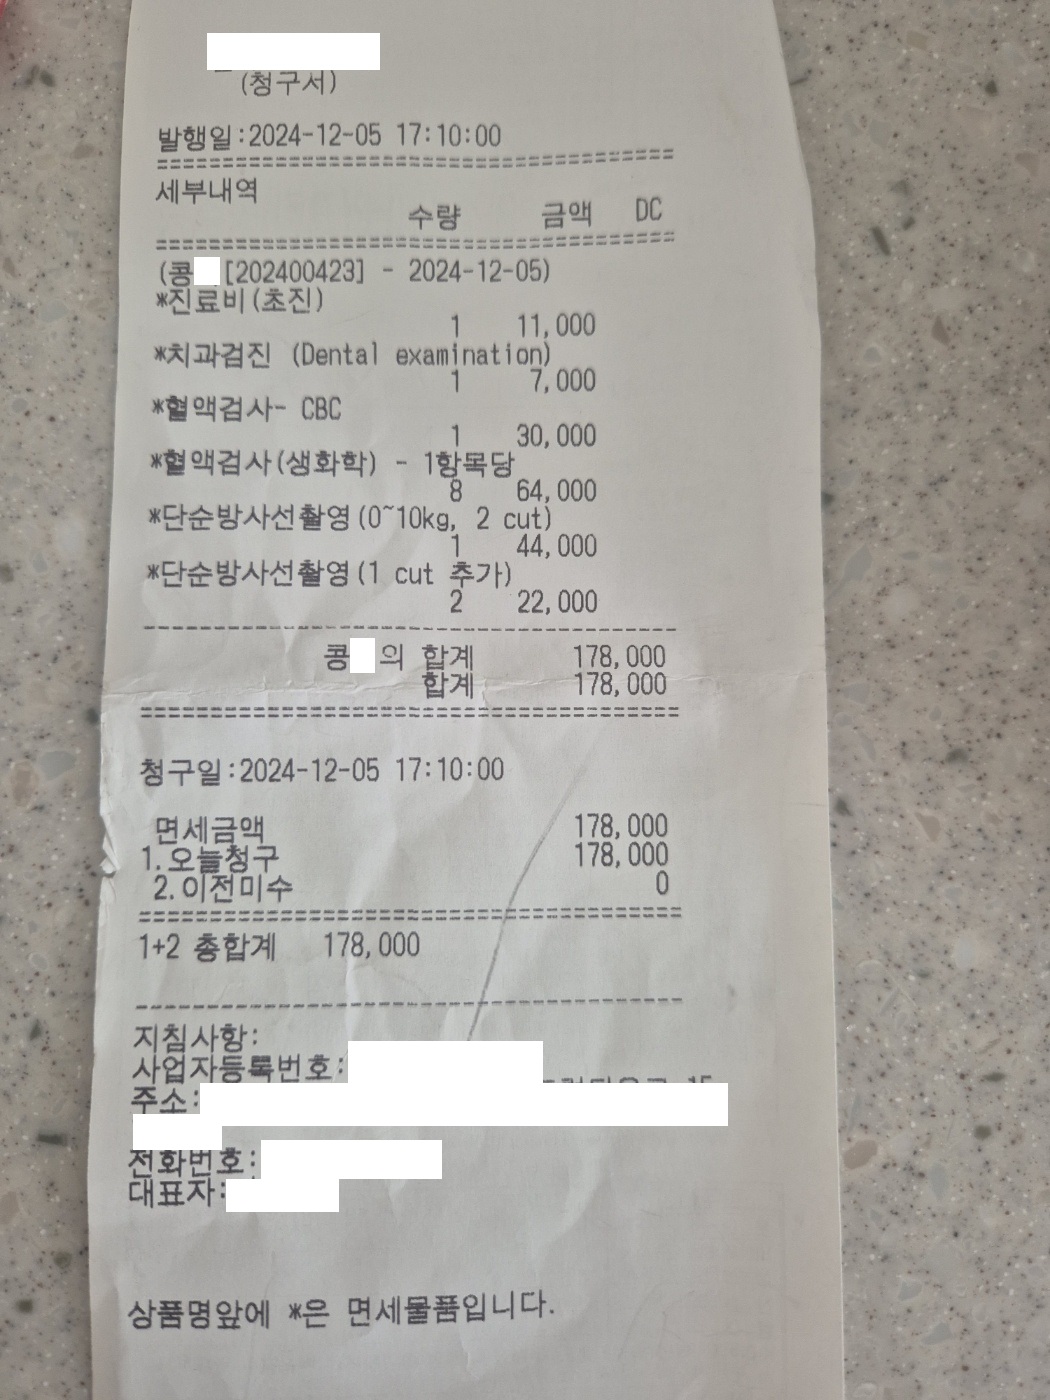 (청구서)
발행일:2024-12-05 17:10:00
========================================
세부내역
수량 금액 DC
========================================
(콩 [202400423] - 2024-12-05)
*진료비(초진)
1 11,000
*치과검진 (Dental examination)
1 7,000
*혈액검사- CBC
1 30,000
*혈액검사(생화학) - 1항목당
8 64,000
*단순방사선촬영(0~10kg, 2 cut)
1 44,000
*단순방사선촬영(1 cut 추가)
2 22,000
----------------------------------------
콩 의 합계 178,000
합계 178,000
========================================
청구일:2024-12-05 17:10:00
면세금액 178,000
1.오늘청구 178,000
2.이전미수 0
========================================
1+2 총합계 178,000
----------------------------------------
지침사항:
사업자등록번호:
주소:
전화번호:
대표자:
상품명앞에 *은 면세물품입니다.